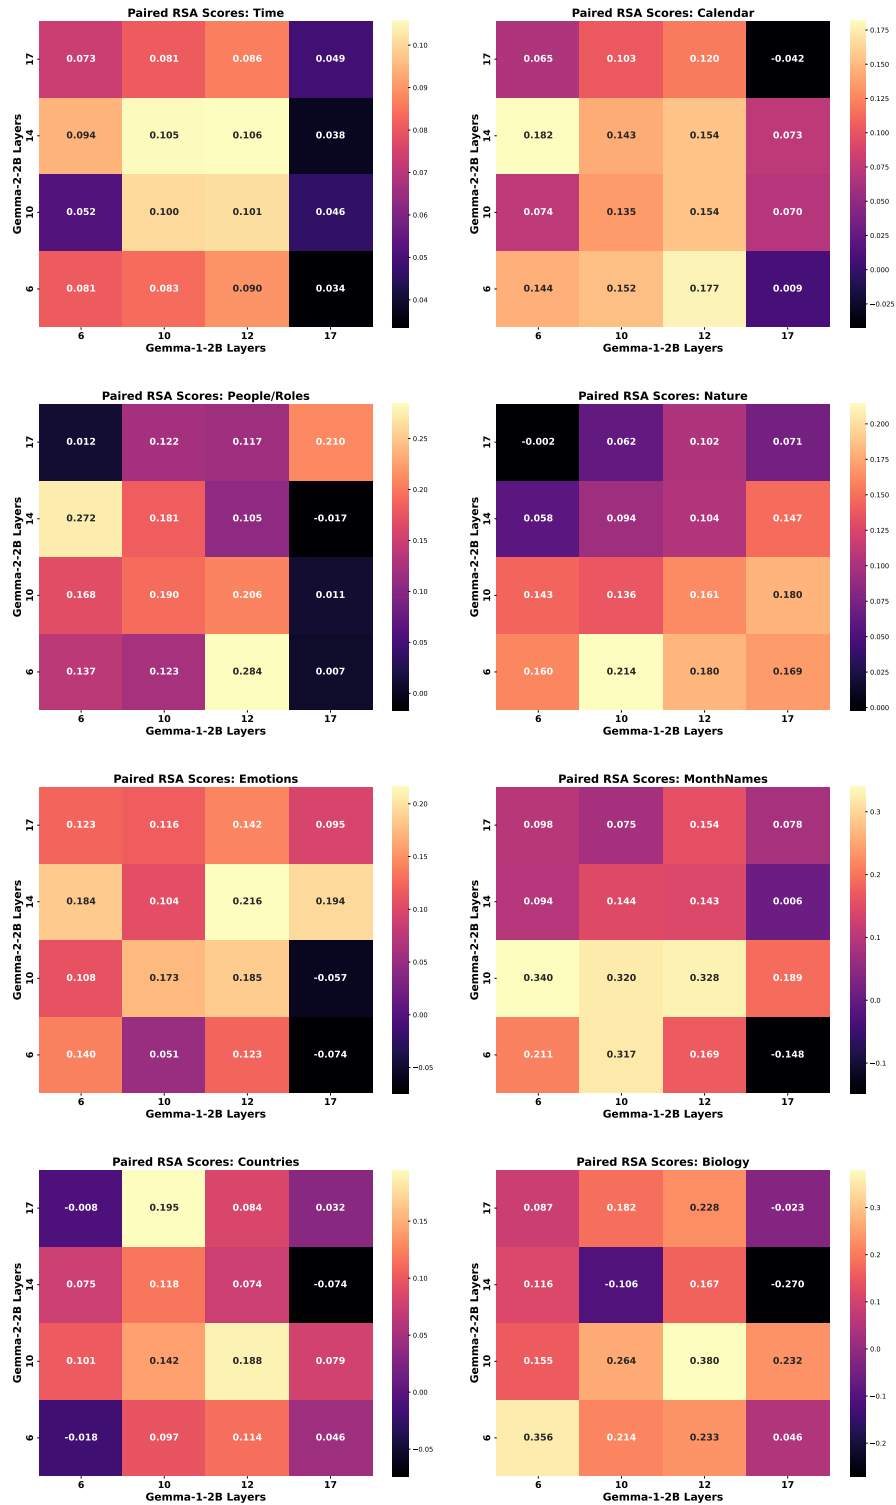 Paired RSA Scores: Time
0.073 0.081 0.086 0.049
0.094 0.105 0.106 0.038
0.052 0.100 0.101 0.046
0.081 0.083 0.090 0.034
17
14
10
6
Gemma-2-2B Layers
6 10 12 17
Gemma-1-2B Layers
0.10
0.09
0.08
0.07
0.06
0.05
0.04
Paired RSA Scores: Calendar
0.065 0.103 0.120 -0.042
0.182 0.143 0.154 0.073
0.074 0.135 0.154 0.070
0.144 0.152 0.177 0.009
17
14
10
6
Gemma-2-2B Layers
6 10 12 17
Gemma-1-2B Layers
0.175
0.150
0.125
0.100
0.075
0.050
0.025
0.000
−0.025
Paired RSA Scores: People/Roles
0.012 0.122 0.117 0.210
0.272 0.181 0.105 -0.017
0.168 0.190 0.206 0.011
0.137 0.123 0.284 0.007
17
14
10
6
Gemma-2-2B Layers
6 10 12 17
Gemma-1-2B Layers
0.25
0.20
0.15
0.10
0.05
0.00
Paired RSA Scores: Nature
-0.002 0.062 0.102 0.071
0.058 0.094 0.104 0.147
0.143 0.136 0.161 0.180
0.160 0.214 0.180 0.169
17
14
10
6
Gemma-2-2B Layers
6 10 12 17
Gemma-1-2B Layers
0.200
0.175
0.150
0.125
0.100
0.075
0.050
0.025
0.000
Paired RSA Scores: Emotions
0.123 0.116 0.142 0.095
0.184 0.104 0.216 0.194
0.108 0.173 0.185 -0.057
0.140 0.051 0.123 -0.074
17
14
10
6
Gemma-2-2B Layers
6 10 12 17
Gemma-1-2B Layers
0.20
0.15
0.10
0.05
0.00
−0.05
Paired RSA Scores: MonthNames
0.098 0.075 0.154 0.078
0.094 0.144 0.143 0.006
0.340 0.320 0.328 0.189
0.211 0.317 0.169 -0.148
17
14
10
6
Gemma-2-2B Layers
6 10 12 17
Gemma-1-2B Layers
0.3
0.2
0.1
0.0
−0.1
Paired RSA Scores: Countries
-0.008 0.195 0.084 0.032
0.075 0.118 0.074 -0.074
0.101 0.142 0.188 0.079
-0.018 0.097 0.114 0.046
17
14
10
6
Gemma-2-2B Layers
6 10 12 17
Gemma-1-2B Layers
0.15
0.10
0.05
0.00
−0.05
Paired RSA Scores: Biology
0.087 0.182 0.228 -0.023
0.116 -0.106 0.167 -0.270
0.155 0.264 0.380 0.232
0.356 0.214 0.233 0.046
17
14
10
6
Gemma-2-2B Layers
6 10 12 17
Gemma-1-2B Layers
0.3
0.2
0.1
0.0
−0.1
−0.2